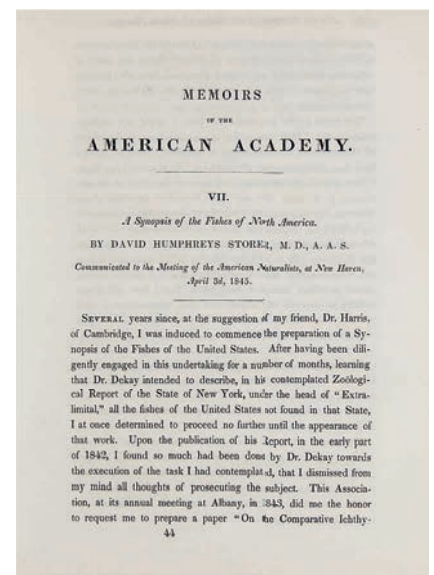 MEMOIRS
OF THE
AMERICAN ACADEMY.
VII.
A Synopsis of the Fishes of North America.
BY DAVID HUMPHREYS STORER, M. D., A. A. S.
Communicated to the Meeting of the American Naturalists, at New Haven,
April 3d, 1845.
SEVERAL years since, at the suggestion of my friend, Dr. Harris,
of Cambridge, I was induced to commence the preparation of a Sy-
nopsis of the Fishes of the United States. After having been dili-
gently engaged in this undertaking for a number of months, learning
that Dr. Dekay intended to describe, in his contemplated Zoölogi-
cal Report of the State of New York, under the head of "Extra-
limital," all the fishes of the United States not found in that State,
I at once determined to proceed no further until the appearance of
that work. Upon the publication of his Report, in the early part
of 1842, I found so much had been done by Dr. Dekay towards
the execution of the task I had contemplated, that I dismissed from
my mind all thoughts of prosecuting the subject. This Associa-
tion, at its annual meeting at Albany, in 1843, did me the honor
to request me to prepare a paper "On the Comparative Ichthy-
44